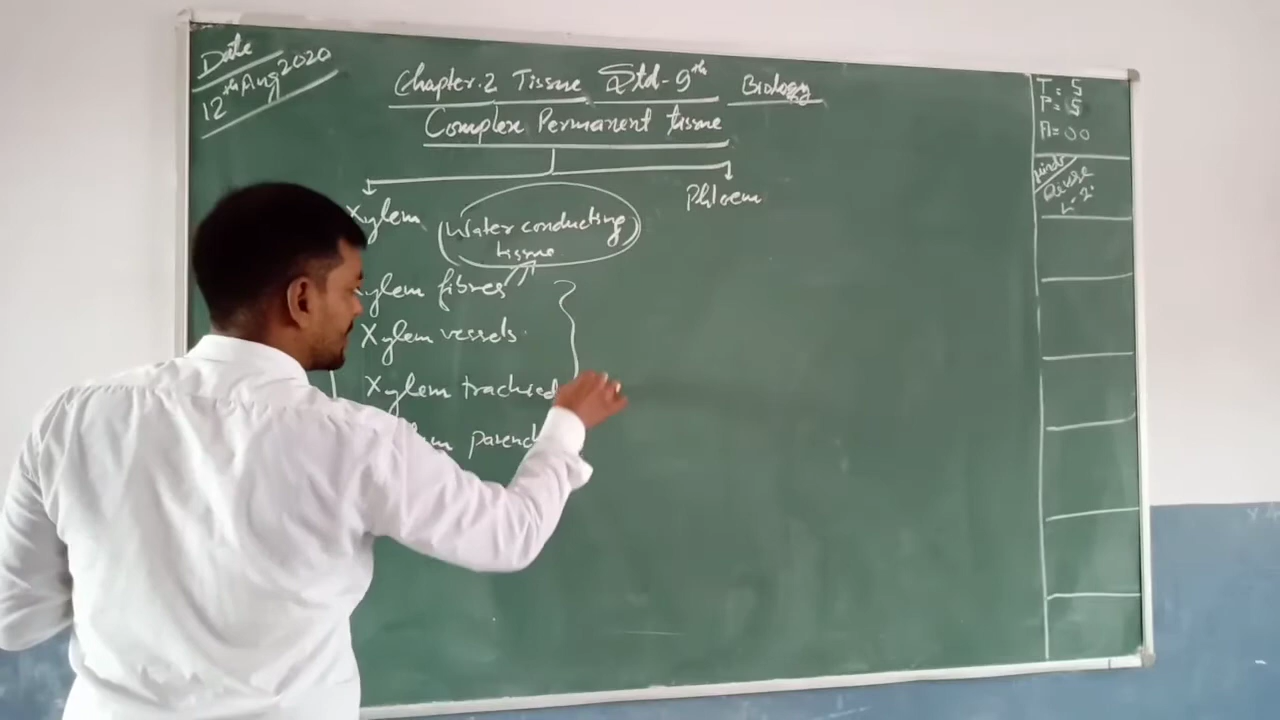 Date
12th Aug 2020
Chapter.2 Tissue Std-9th Biology
Complex Permanent tissue
Xylem
Phloem
(Water conducting
tissue)
Xylem fibres
Xylem vessels
Xylem
T = 5
P = 5
A = 00